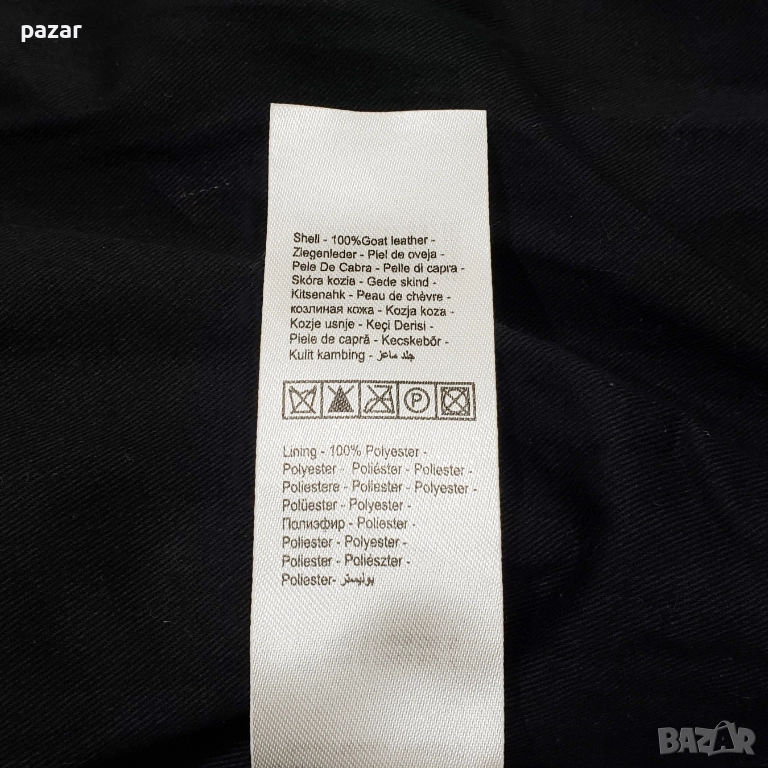 pazar
Shell - 100%Goat leather -
Ziegenleder - Piel de oveja -
Pele De Cabra - Pelle di capra -
Skóra kozia - Gede skind -
Kitsenahk - Peau de chèvre -
козлиная кожа - Kozja koza -
Kozje usnje - Keçi Derisi -
Piele de capră - Kecskebőr -
Kulit kambing - جلد ماعز
P
Lining - 100% Polyester -
Polyester - Poliéster - Poliester -
Poliestere - Poliester - Polyester -
Polüester - Polyester -
Полиэфир - Poliester -
Poliester - Polyester -
Poliester - Poliészter -
Poliester- بوليستر
BAZAR